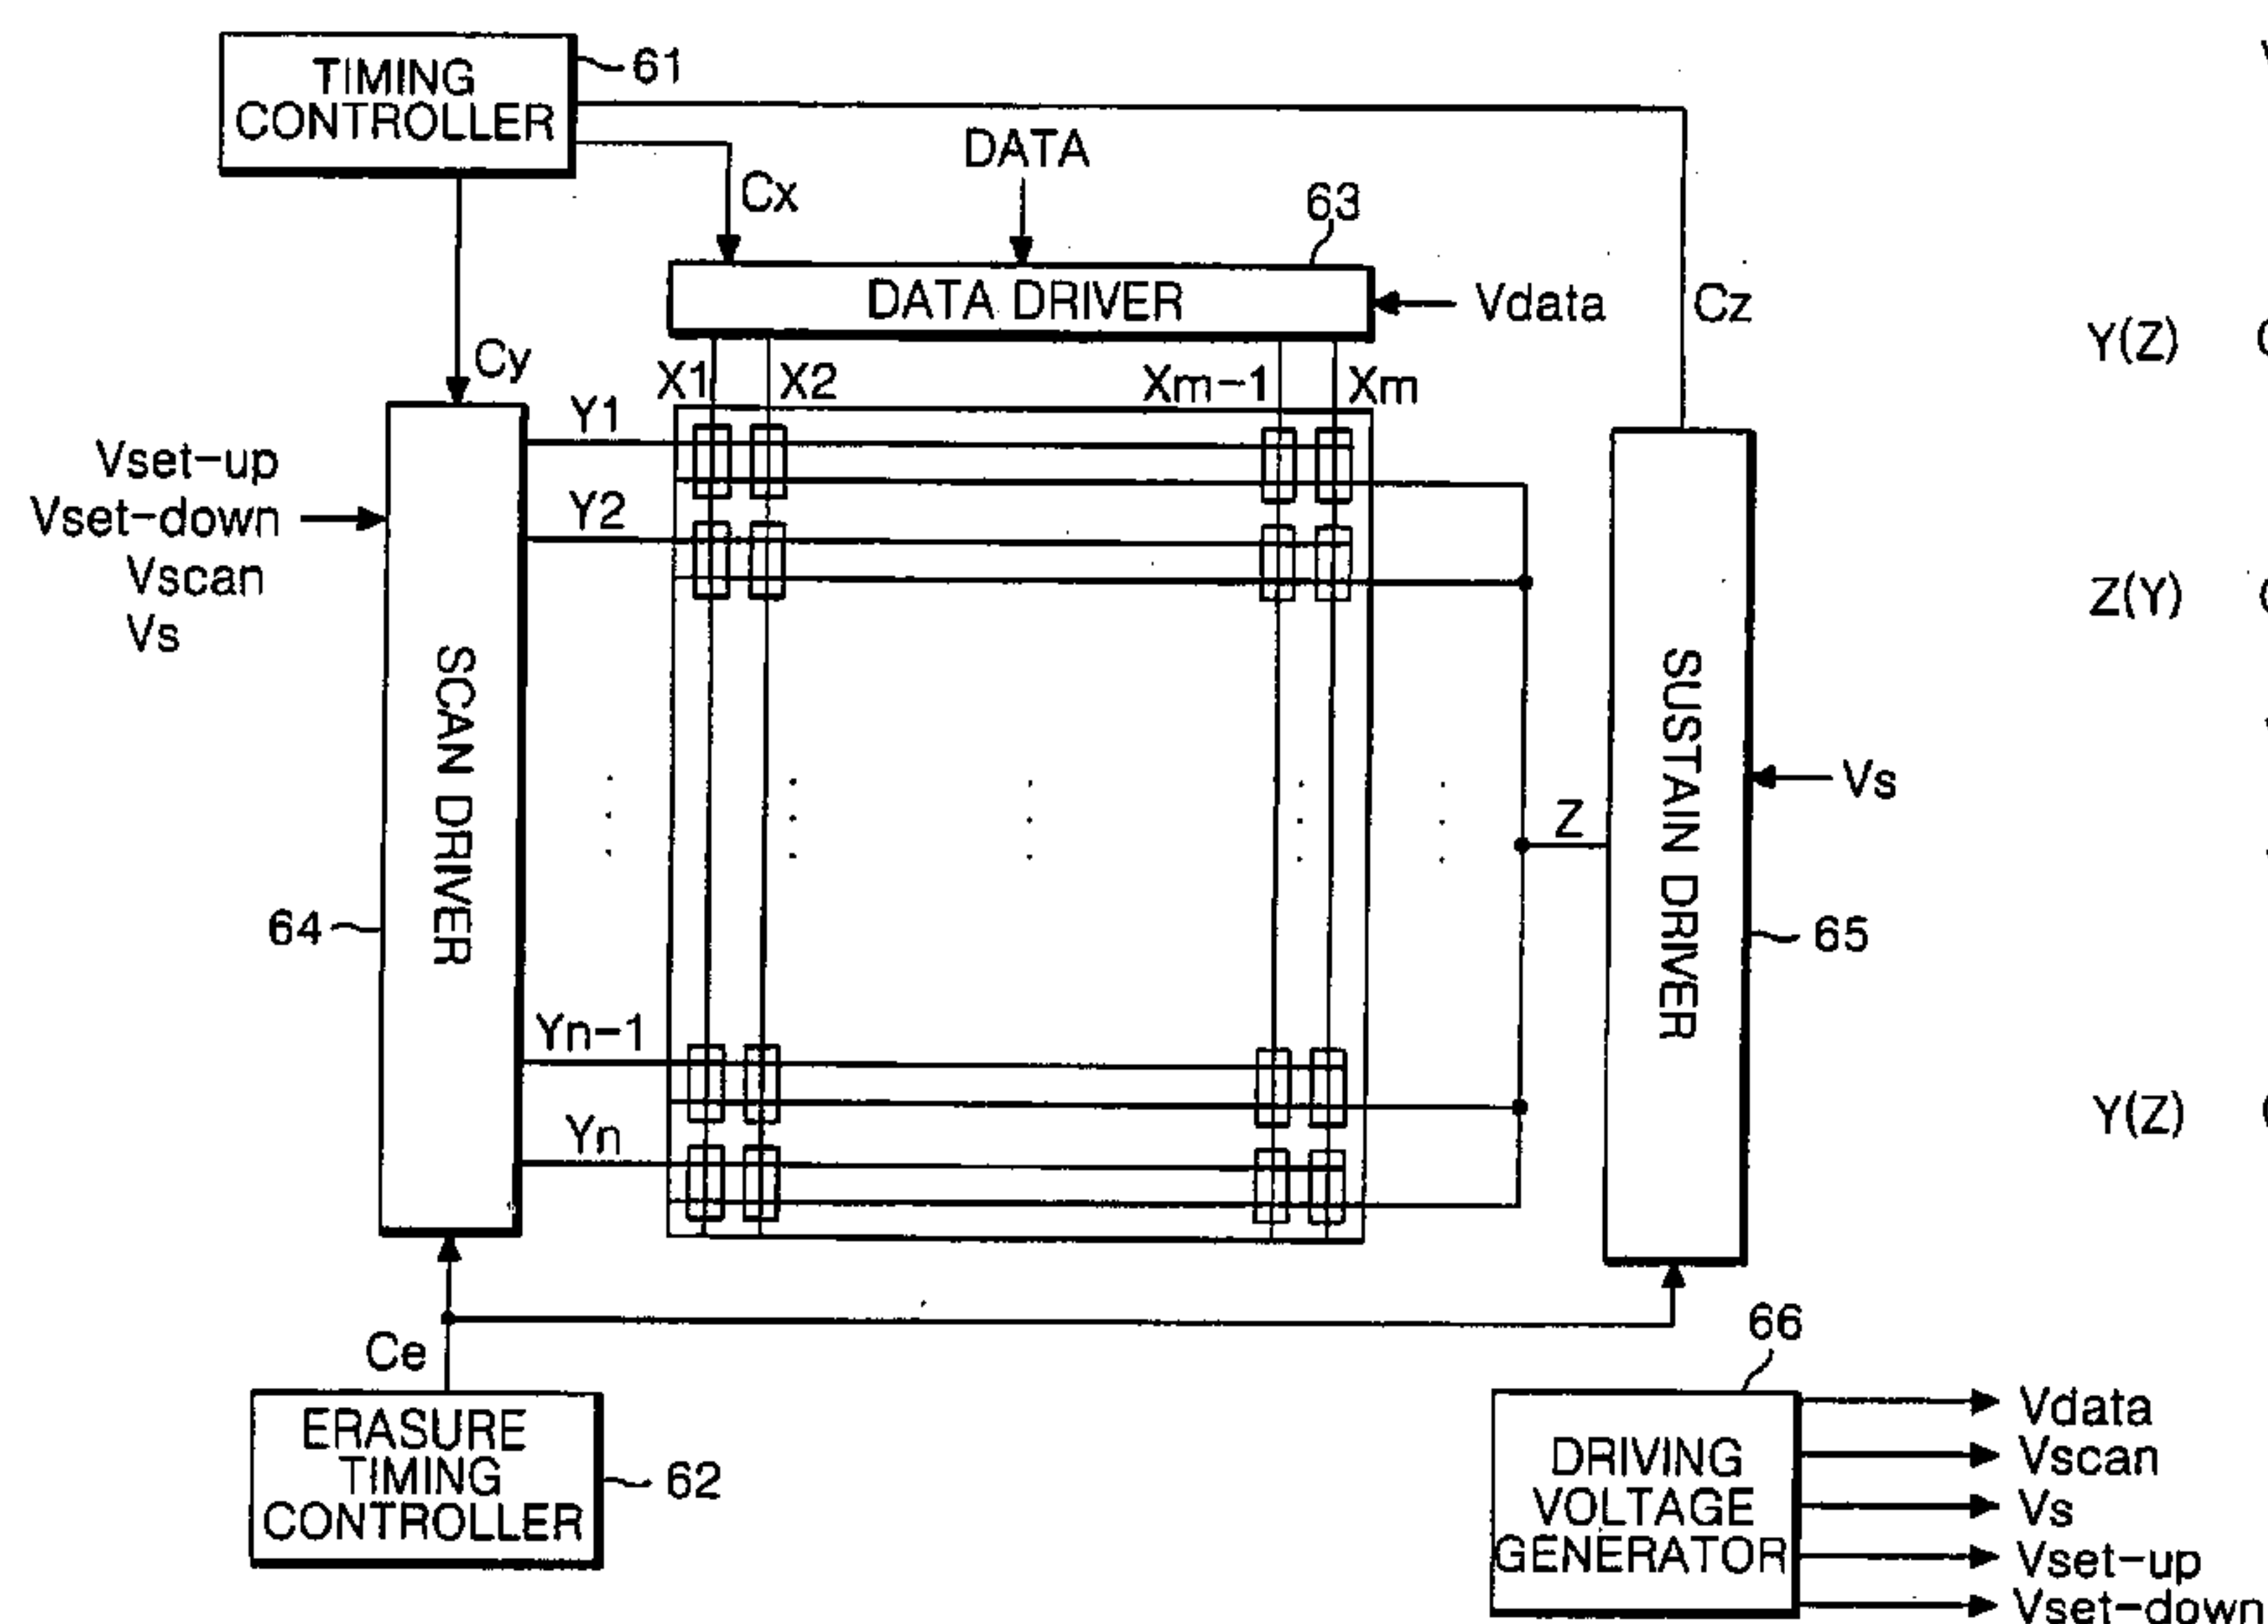 TIMING
CONTROLLER
61
DATA
Cx
63
DATA DRIVER
Vdata
Cz
Cy
X1
X2
Xm-1
Xm
Y1
Y2
Vset-up
Vset-down
Vscan
Vs
SCAN DRIVER
64
Z
SUSTAIN DRIVER
Vs
65
Yn-1
Yn
Ce
ERASURE
TIMING
CONTROLLER
62
66
DRIVING
VOLTAGE
GENERATOR
Vdata
Vscan
Vs
Vset-up
Vset-down
Y(Z)
Z(Y)
Y(Z)